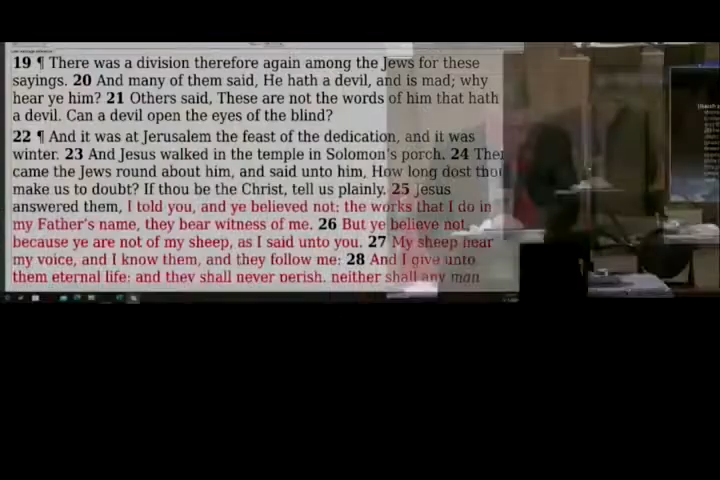 19 ¶ There was a division therefore again among the Jews for these
sayings. 20 And many of them said, He hath a devil, and is mad; why
hear ye him? 21 Others said, These are not the words of him that hath
a devil. Can a devil open the eyes of the blind?
22 ¶ And it was at Jerusalem the feast of the dedication, and it was
winter. 23 And Jesus walked in the temple in Solomon's porch. 24 Then
came the Jews round about him, and said unto him, How long dost thou
make us to doubt? If thou be the Christ, tell us plainly. 25 Jesus
answered them, I told you, and ye believed not: the works that I do in
my Father's name, they bear witness of me. 26 But ye believe not,
because ye are not of my sheep, as I said unto you. 27 My sheep hear
my voice, and I know them, and they follow me: 28 And I give unto
them eternal life; and they shall never perish, neither shall any man